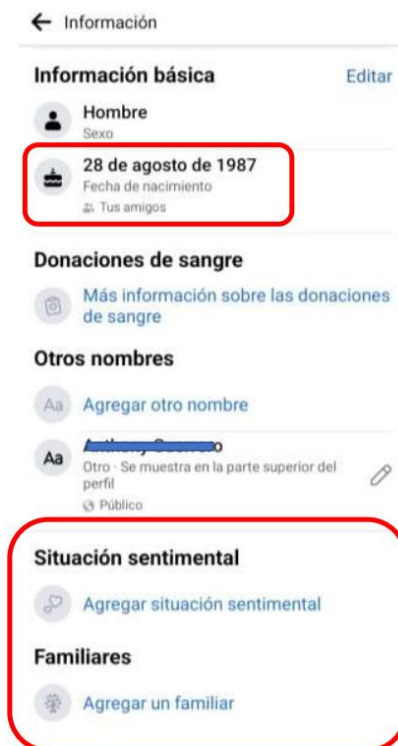 Información
Información básica Editar
Hombre
Sexo
28 de agosto de 1987
Fecha de nacimiento
Tus amigos
Donaciones de sangre
Más información sobre las donaciones
de sangre
Otros nombres
Aa Agregar otro nombre
Aa
Otro · Se muestra en la parte superior del
perfil
Público
Situación sentimental
Agregar situación sentimental
Familiares
Agregar un familiar